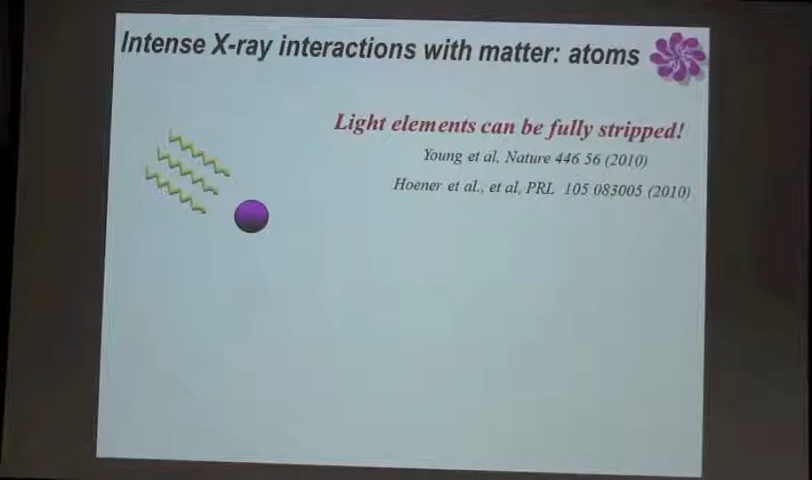 Intense X-ray interactions with matter: atoms
Light elements can be fully stripped!
Young et al, Nature 446 56 (2010)
Hoener et al., et al, PRL 105 083005 (2010)